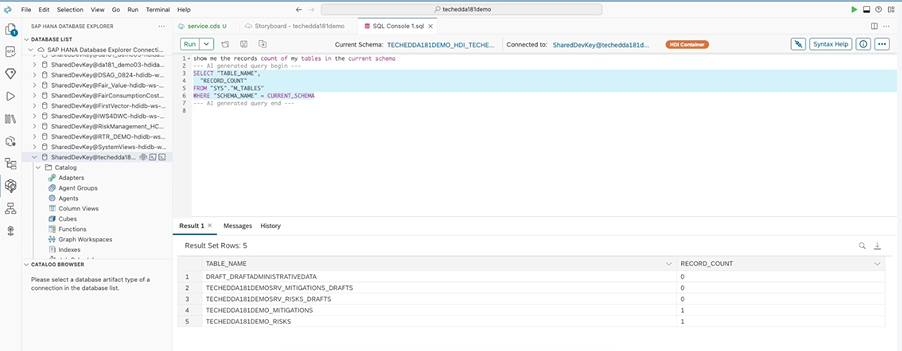 File Edit Selection View Go Run Terminal Help
techedda181demo
SAP HANA DATABASE EXPLORER
DATABASE LIST
SAP HANA Database Explorer Connecti...
SharedDevKey@da181_demo03-hdida...
SharedDevKey@DSAG_0824-hdidb-ws...
SharedDevKey@Fair_Value-hdidb-ws-...
SharedDevKey@FairConsumptionCost...
SharedDevKey@FirstVector-hdidb-ws-...
SharedDevKey@IWS4DWC-hdidb-ws-...
SharedDevKey@RiskManagement_HC...
SharedDevKey@RTR_DEMO-hdidb-ws...
SharedDevKey@SystemViews-hdidb-w...
SharedDevKey@techedda18...
Catalog
Adapters
Agent Groups
Agents
Column Views
Cubes
Functions
Graph Workspaces
Indexes
CATALOG BROWSER
Please select a database artifact type of a
connection in the database list.
service.cds
Storyboard - techedda181demo
SQL Console 1.sql
Run
Current Schema: TECHEDDA181DEMO_HDI_TECHE...
Connected to: SharedDevKey@techedda181d...
HDI Container
Syntax Help
1 show me the records count of my tables in the current schemo
2 --- AI generated query begin ---
3 SELECT "TABLE_NAME",
4 "RECORD_COUNT"
5 FROM "SYS"."M_TABLES"
6 WHERE "SCHEMA_NAME" = CURRENT_SCHEMA
7 --- AI generated query end ---
8
Result 1
Messages
History
Result Set Rows: 5
TABLE_NAME RECORD_COUNT
1 DRAFT_DRAFTADMINISTRATIVEDATA 0
2 TECHEDDA181DEMOSRV_MITIGATIONS_DRAFTS 0
3 TECHEDDA181DEMOSRV_RISKS_DRAFTS 0
4 TECHEDDA181DEMO_MITIGATIONS 1
5 TECHEDDA181DEMO_RISKS 1